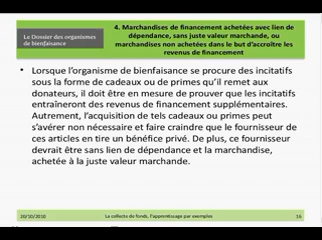 Le Dossier des organismes
de bienfaisance
4. Marchandises de financement achetées avec lien de
dépendance, sans juste valeur marchande, ou
marchandises non achetées dans le but d'accroître les
revenus de financement
• Lorsque l'organisme de bienfaisance se procure des incitatifs
sous la forme de cadeaux ou de primes qu'il remet aux
donateurs, il doit être en mesure de prouver que les incitatifs
entraîneront des revenus de financement supplémentaires.
Autrement, l'acquisition de tels cadeaux ou primes peut
s'avérer non nécessaire et faire craindre que le fournisseur de
ces articles en tire un bénéfice privé. De plus, ce fournisseur
devrait être sans lien de dépendance et la marchandise,
achetée à la juste valeur marchande.
20/10/2010
La collecte de fonds, l'apprentissage par exemples
16